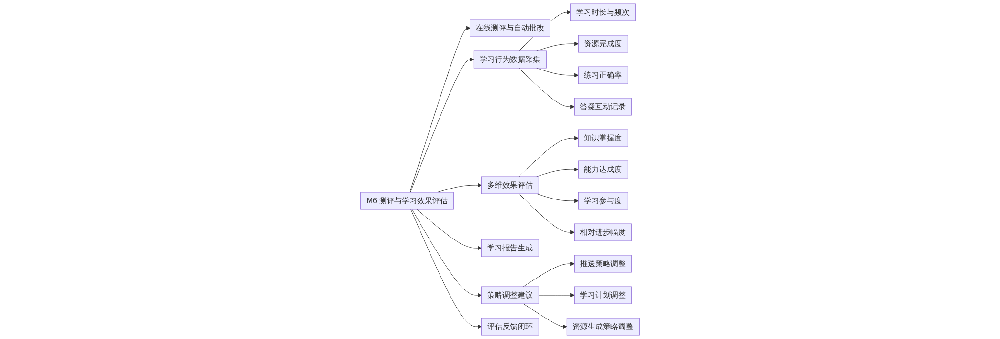 M6 测评与学习效果评估
在线测评与自动批改
学习行为数据采集
学习时长与频次
资源完成度
练习正确率
答疑互动记录
多维效果评估
知识掌握度
能力达成度
学习参与度
相对进步幅度
学习报告生成
策略调整建议
推送策略调整
学习计划调整
资源生成策略调整
评估反馈闭环